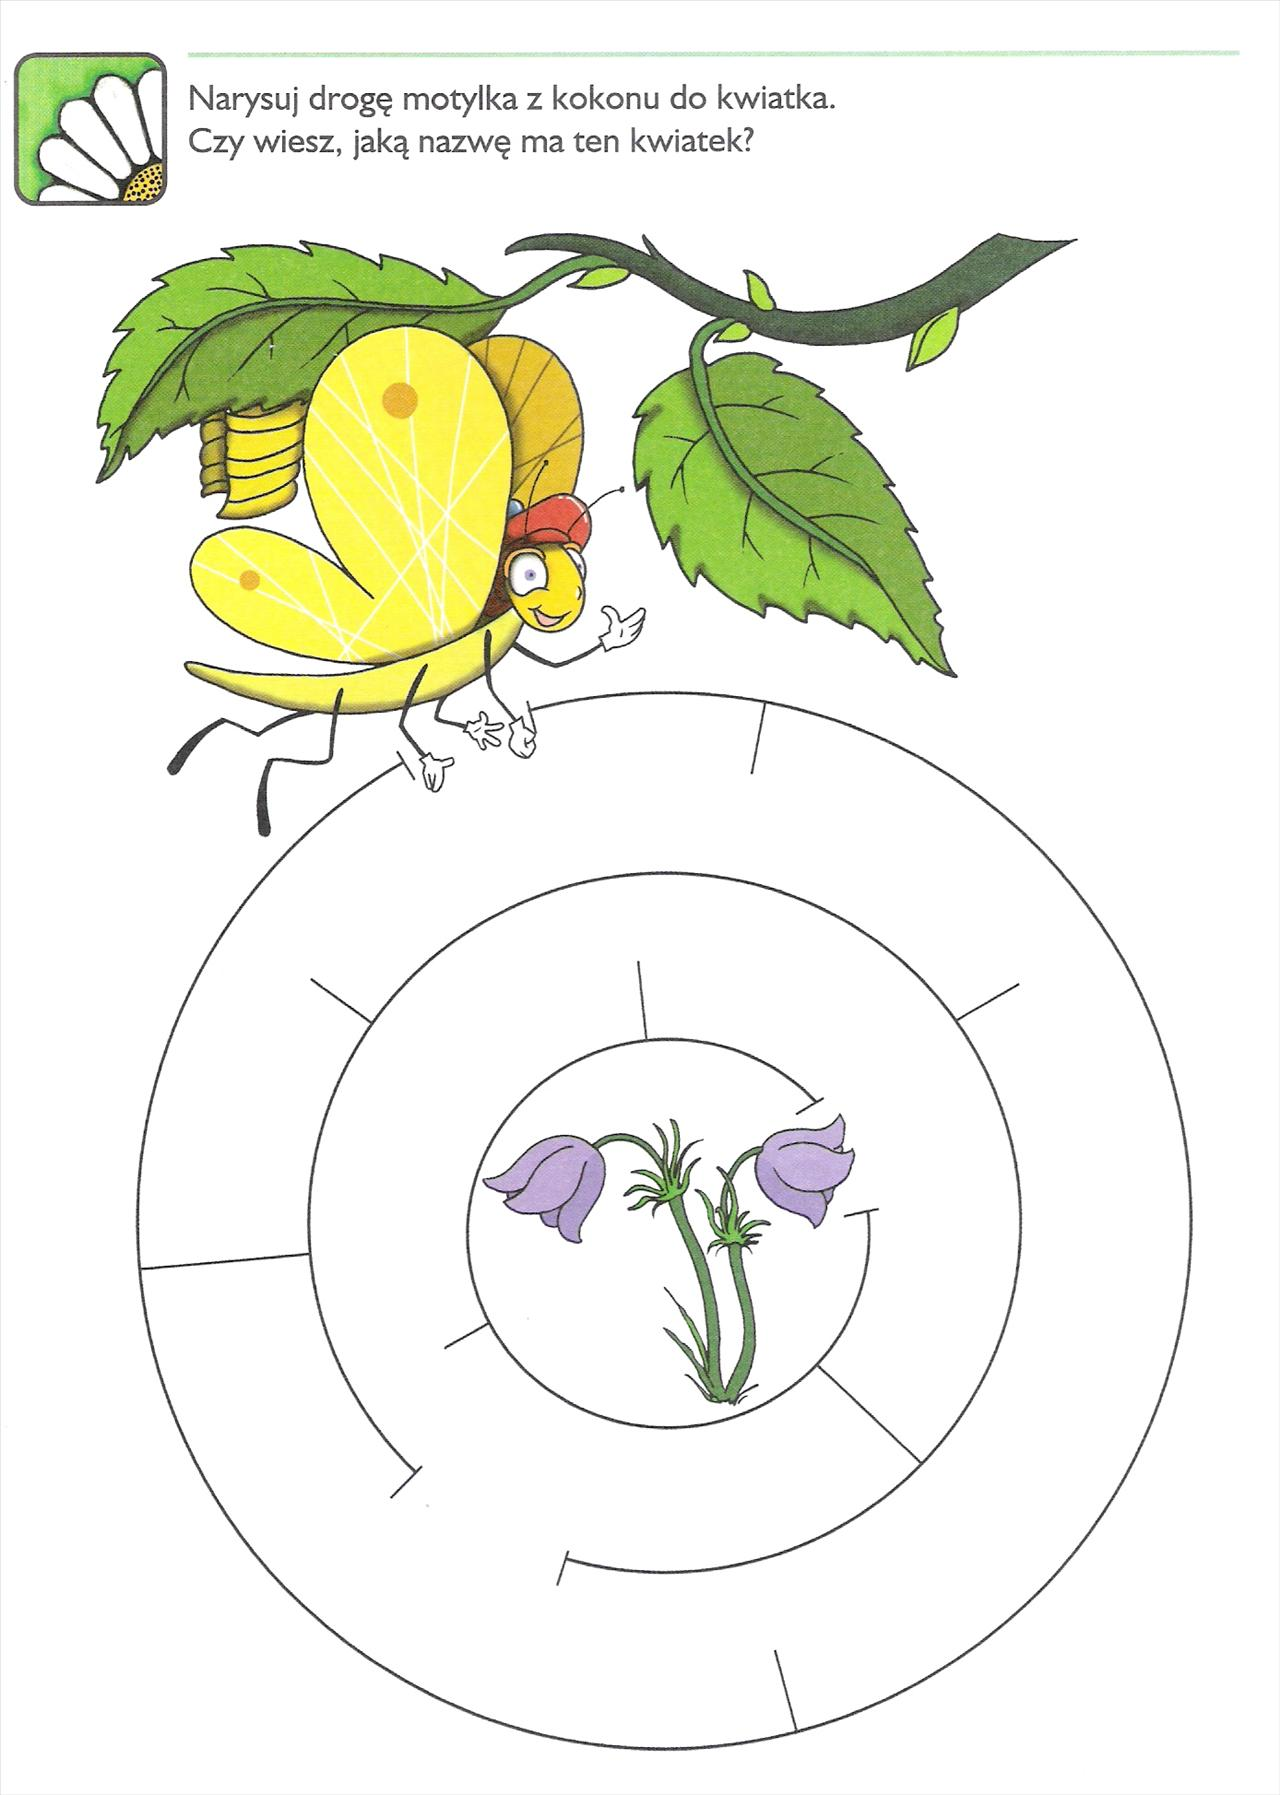 Narysuj drogę motylka z kokonu do kwiatka.
Czy wiesz, jaką nazwę ma ten kwiatek?